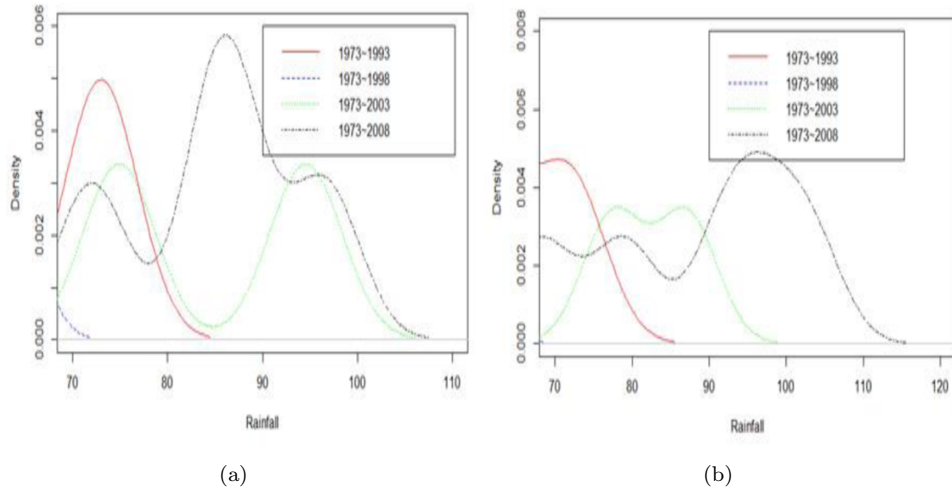 0.000 0.002 0.004 0.006
Density
1973~1993
1973~1998
1973~2003
1973~2008
70 80 90 100 110
Rainfall
(a)
0.000 0.002 0.004 0.006 0.008
Density
1973~1993
1973~1998
1973~2003
1973~2008
70 80 90 100 110 120
Rainfall
(b)